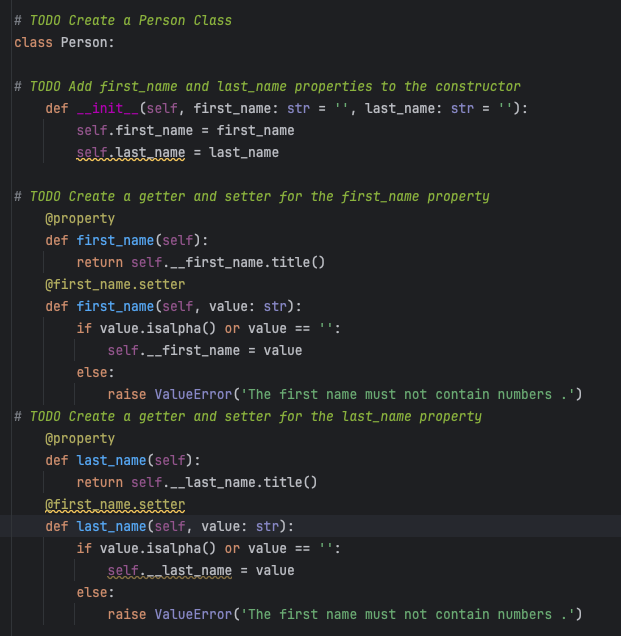 # TODO Create a Person Class
class Person:
# TODO Add first_name and last_name properties to the constructor
def __init__(self, first_name: str = '', last_name: str = ''):
self.first_name = first_name
self.last_name = last_name
# TODO Create a getter and setter for the first_name property
@property
def first_name(self):
return self.__first_name.title()
@first_name.setter
def first_name(self, value: str):
if value.isalpha() or value == '':
self.__first_name = value
else:
raise ValueError('The first name must not contain numbers .')
# TODO Create a getter and setter for the last_name property
@property
def last_name(self):
return self.__last_name.title()
@first_name.setter
def last_name(self, value: str):
if value.isalpha() or value == '':
self.__last_name = value
else:
raise ValueError('The first name must not contain numbers .')